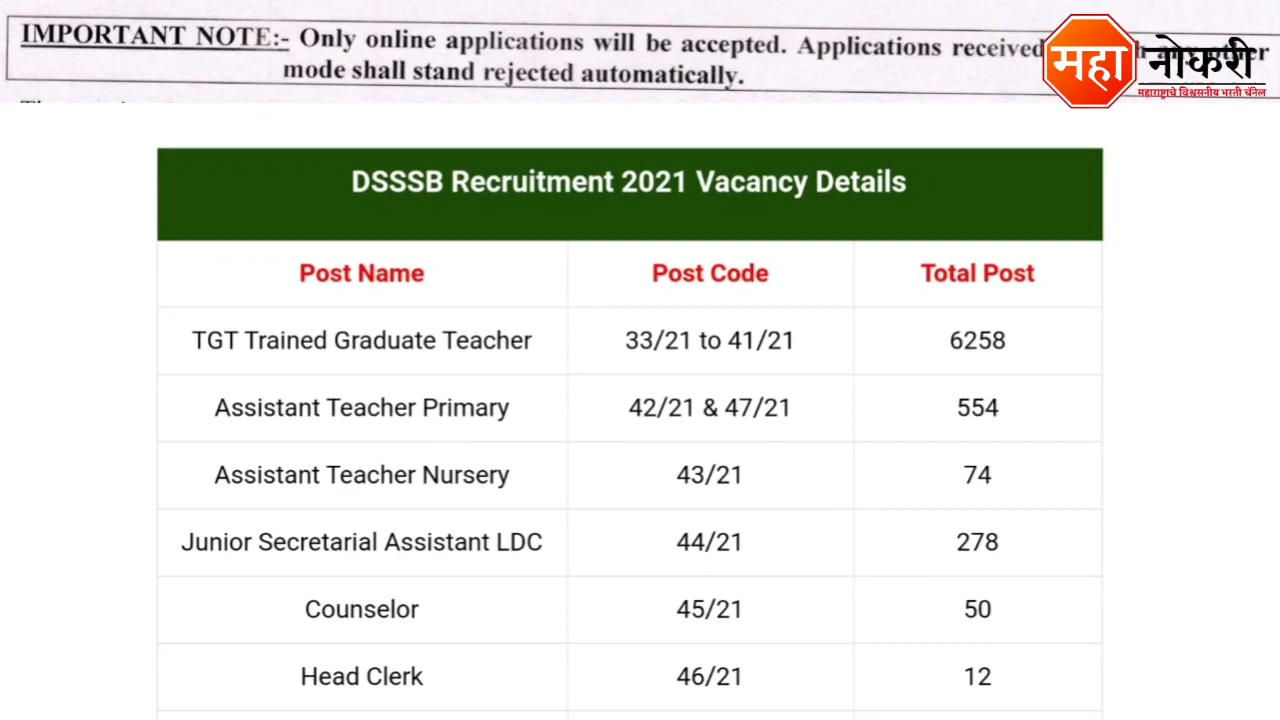 IMPORTANT NOTE:- Only online applications will be accepted. Applications received
mode shall stand rejected automatically.
महा नोकरी
महाराष्ट्राचे विश्वसनीय भरती चॅनेल
DSSSB Recruitment 2021 Vacancy Details
Post Name Post Code Total Post
TGT Trained Graduate Teacher 33/21 to 41/21 6258
Assistant Teacher Primary 42/21 & 47/21 554
Assistant Teacher Nursery 43/21 74
Junior Secretarial Assistant LDC 44/21 278
Counselor 45/21 50
Head Clerk 46/21 12